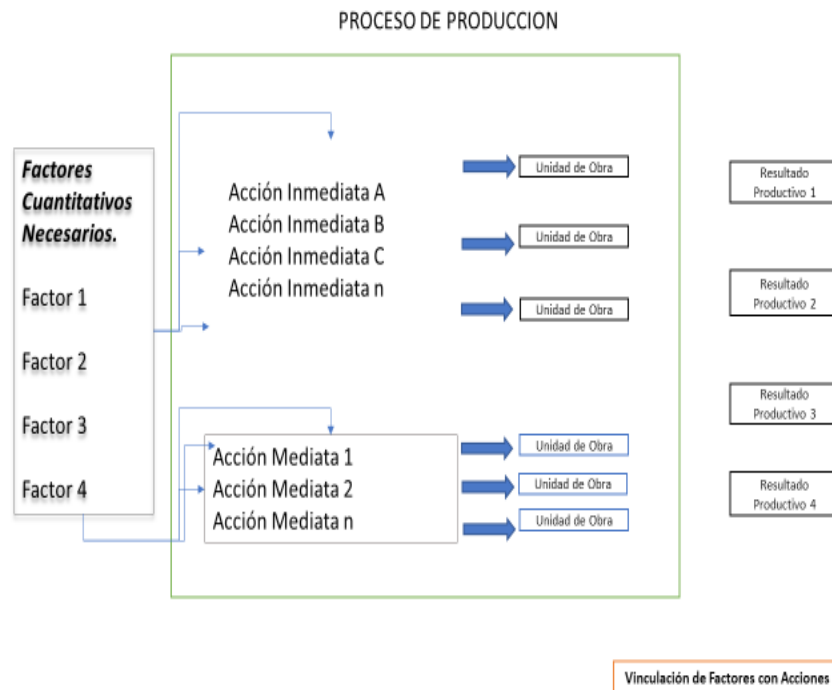 PROCESO DE PRODUCCION
Factores
Cuantitativos
Necesarios.
Factor 1
Factor 2
Factor 3
Factor 4
Acción Inmediata A
Acción Inmediata B
Acción Inmediata C
Acción Inmediata n
Unidad de Obra
Unidad de Obra
Unidad de Obra
Acción Mediata 1
Acción Mediata 2
Acción Mediata n
Unidad de Obra
Unidad de Obra
Unidad de Obra
Resultado
Productivo 1
Resultado
Productivo 2
Resultado
Productivo 3
Resultado
Productivo 4
Vinculación de Factores con Acciones